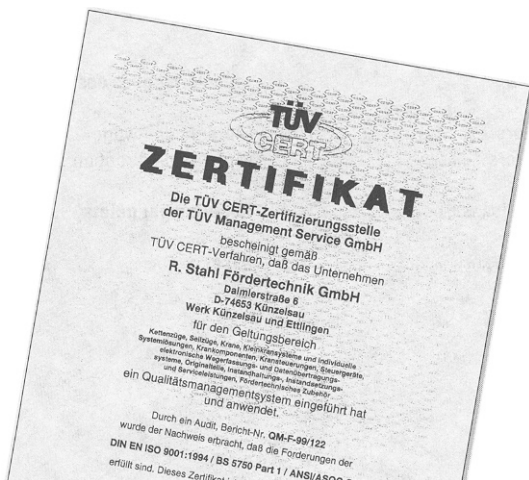 TÜV
CERT
ZERTIFIKAT
Die TÜV CERT-Zertifizierungsstelle
der TÜV Management Service GmbH
bescheinigt gemäß
TÜV CERT-Verfahren, daß das Unternehmen
R. Stahl Fördertechnik GmbH
Daimlerstraße 6
D-74653 Künzelsau
Werk Künzelsau und Ettlingen
für den Geltungsbereich
Kettenzüge, Seilzüge, Krane, Kleinkransysteme und individuelle
Systemlösungen, Krankomponenten, Kransteuerungen, Steuergeräte,
elektronische Wegerfassungs- und Datenübertragungs-
systeme, Originalteile, Instandhaltungs-, Instandsetzungs-
und Serviceleistungen, Fördertechnisches Zubehör
ein Qualitätsmanagementsystem eingeführt hat
und anwendet.
Durch ein Audit, Bericht-Nr. QM-F-99/122
wurde der Nachweis erbracht, daß die Forderungen der
DIN EN ISO 9001:1994 / BS 5750 Part 1 / ANSI/ASQC
erfüllt sind. Dieses Zertifikat